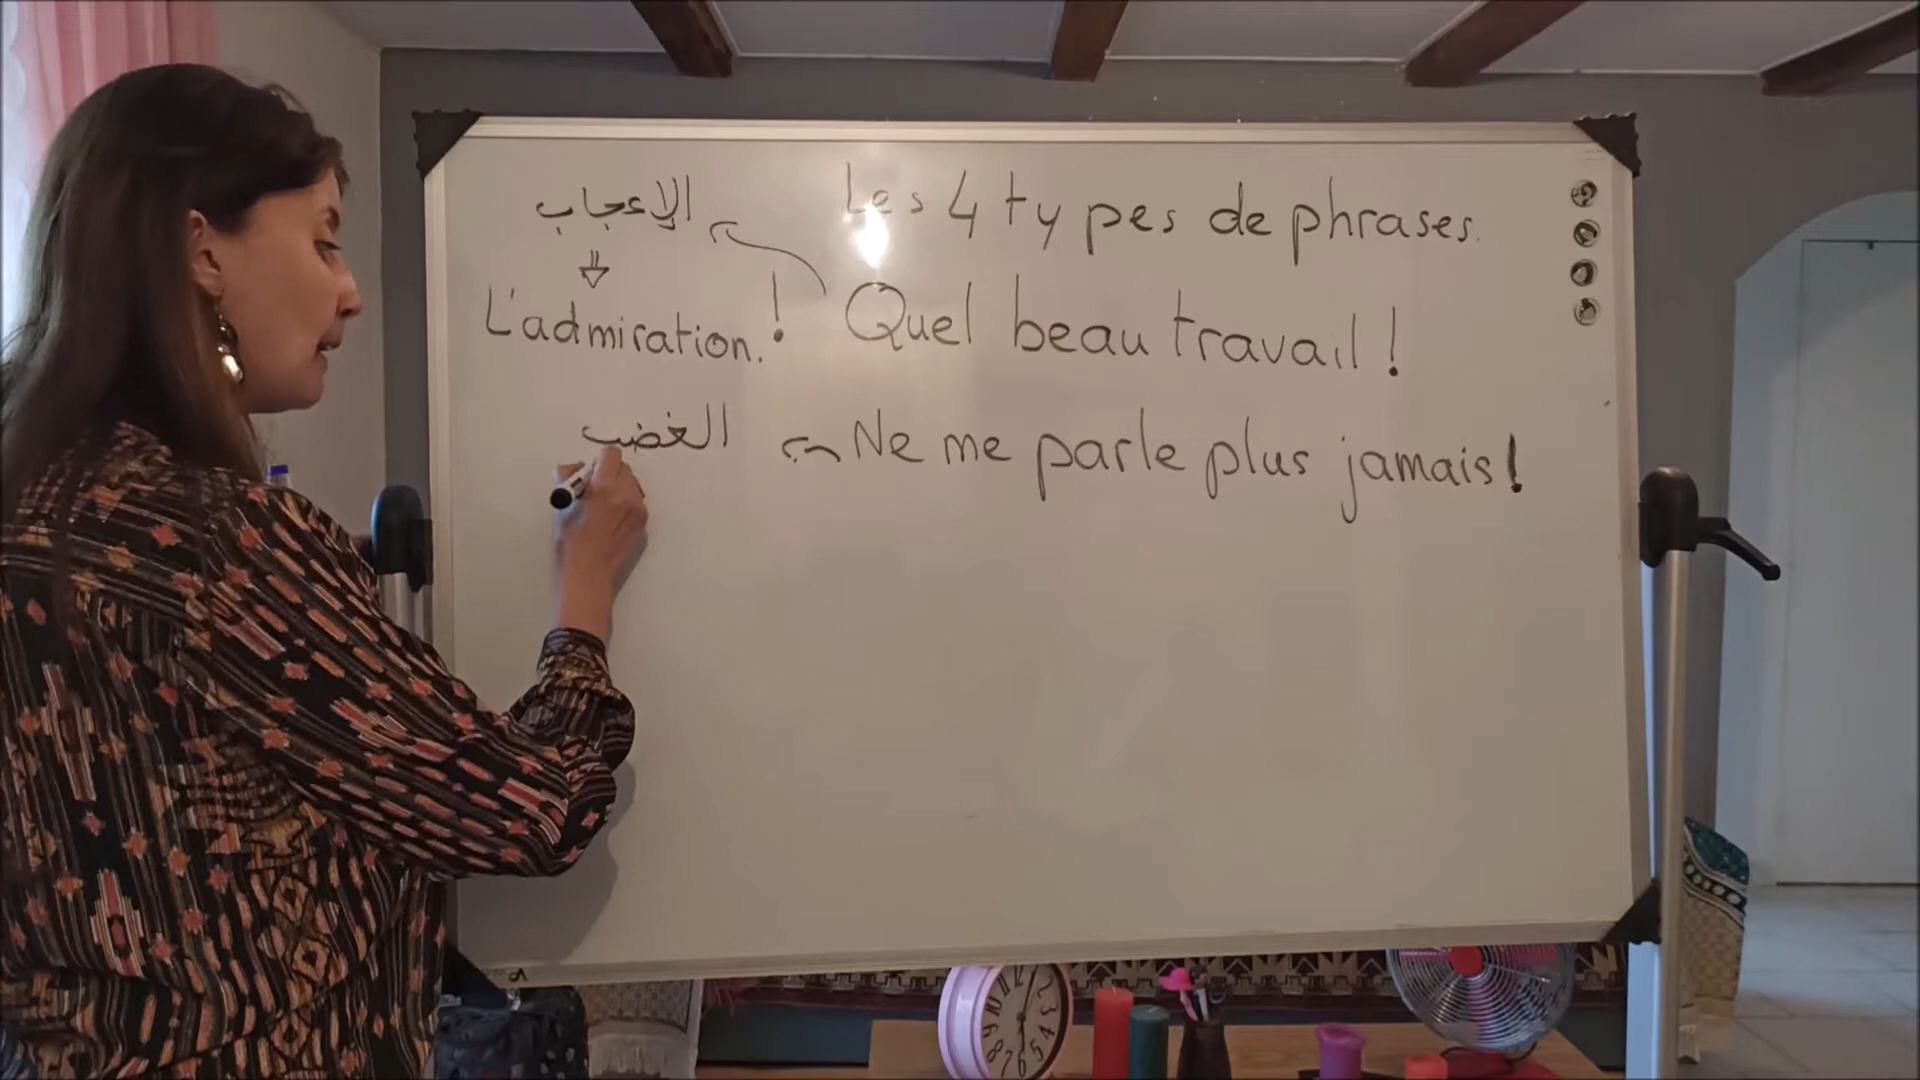 Les 4 types de phrases.
الإعجاب
Quel beau travail !
L'admiration. !
Ne me parle plus jamais !
الغضب